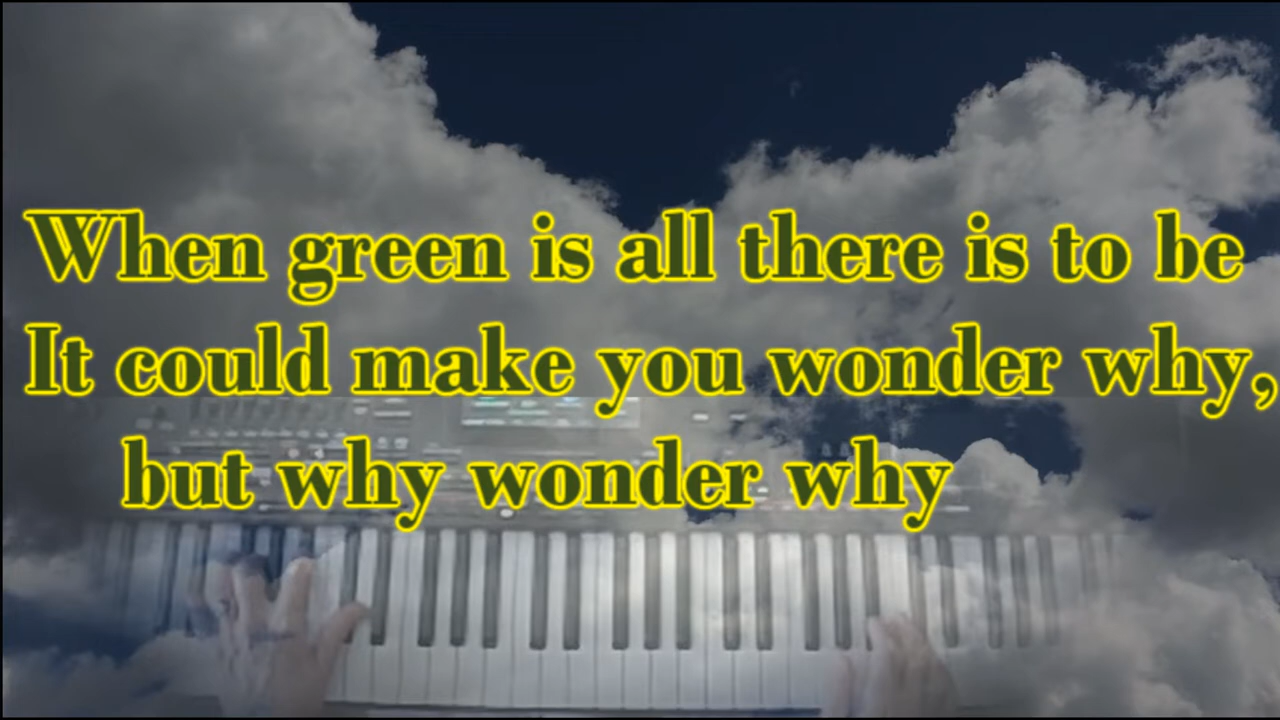 When green is all there is to be
It could make you wonder why,
but why wonder why